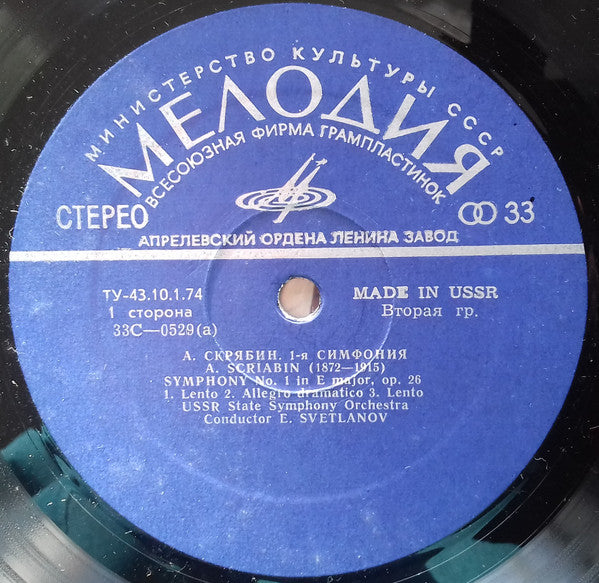 МИНИСТЕРСТВО КУЛЬТУРЫ СССР
МЕЛОДИЯ
ВСЕСОЮЗНАЯ ФИРМА ГРАМПЛАСТИНОК
СТЕРЕО 33
АПРЕЛЕВСКИЙ ОРДЕНА ЛЕНИНА ЗАВОД
ТУ-43.10.1.74
1 сторона
33С—0529(а)
MADE IN USSR
Вторая гр.
А. СКРЯБИН. 1-я СИМФОНИЯ
A. SCRIABIN (1872—1915)
SYMPHONY No. 1 in E major, op. 26
1. Lento 2. Allegro dramatico 3. Lento
USSR State Symphony Orchestra
Conductor E. SVETLANOV